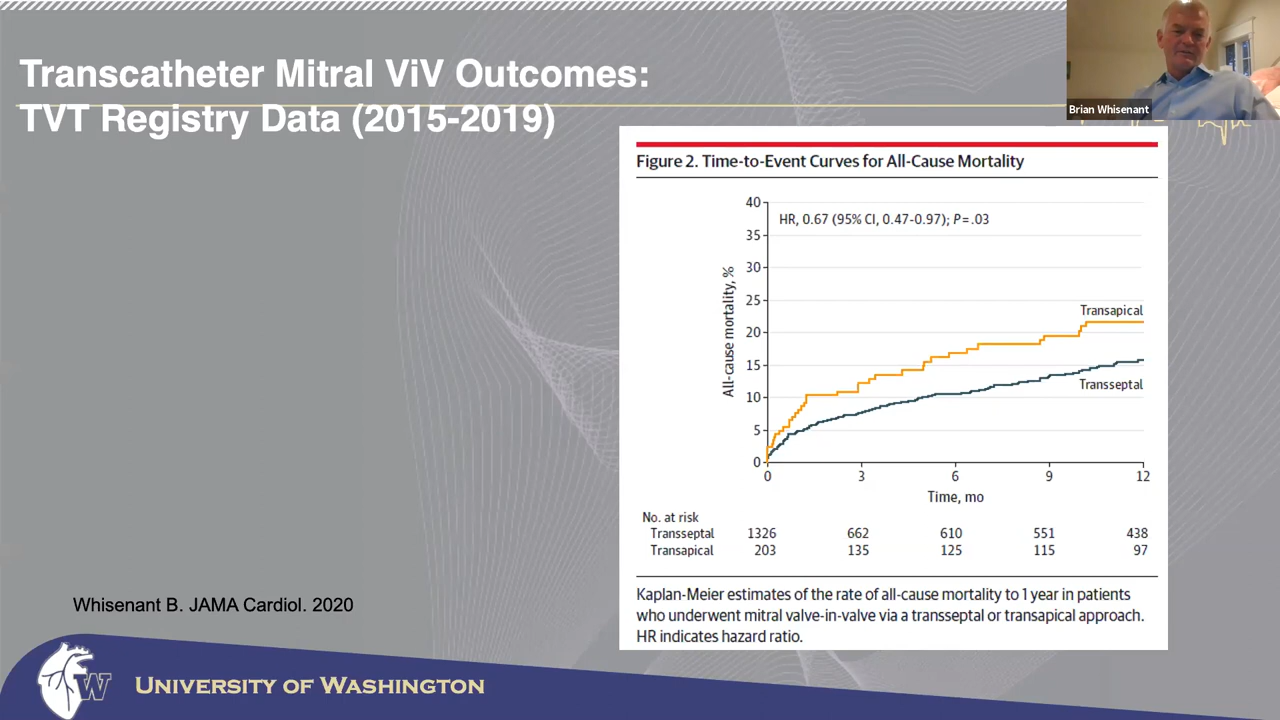 Transcatheter Mitral ViV Outcomes:
TVT Registry Data (2015-2019)
Brian Whisenant
Figure 2. Time-to-Event Curves for All-Cause Mortality
HR, 0.67 (95% CI, 0.47-0.97); P=.03
All-cause mortality, %
40
35
30
25
20
15
10
5
0
Transapical
Transseptal
0 3 6 9 12
Time, mo
No. at risk
Transseptal 1326 662 610 551 438
Transapical 203 135 125 115 97
Kaplan-Meier estimates of the rate of all-cause mortality to 1 year in patients
who underwent mitral valve-in-valve via a transseptal or transapical approach.
HR indicates hazard ratio.
Whisenant B. JAMA Cardiol. 2020
W
UNIVERSITY OF WASHINGTON